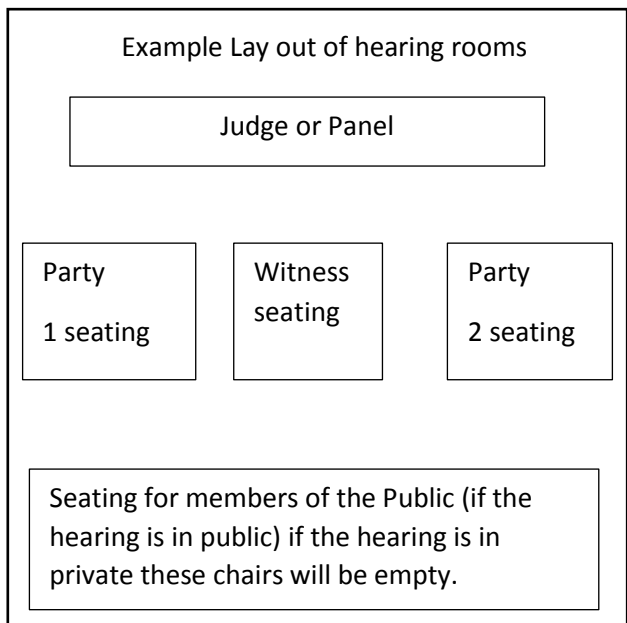 Example Lay out of hearing rooms
Judge or Panel
Party
1 seating
Witness
seating
Party
2 seating
Seating for members of the Public (if the
hearing is in public) if the hearing is in
private these chairs will be empty.